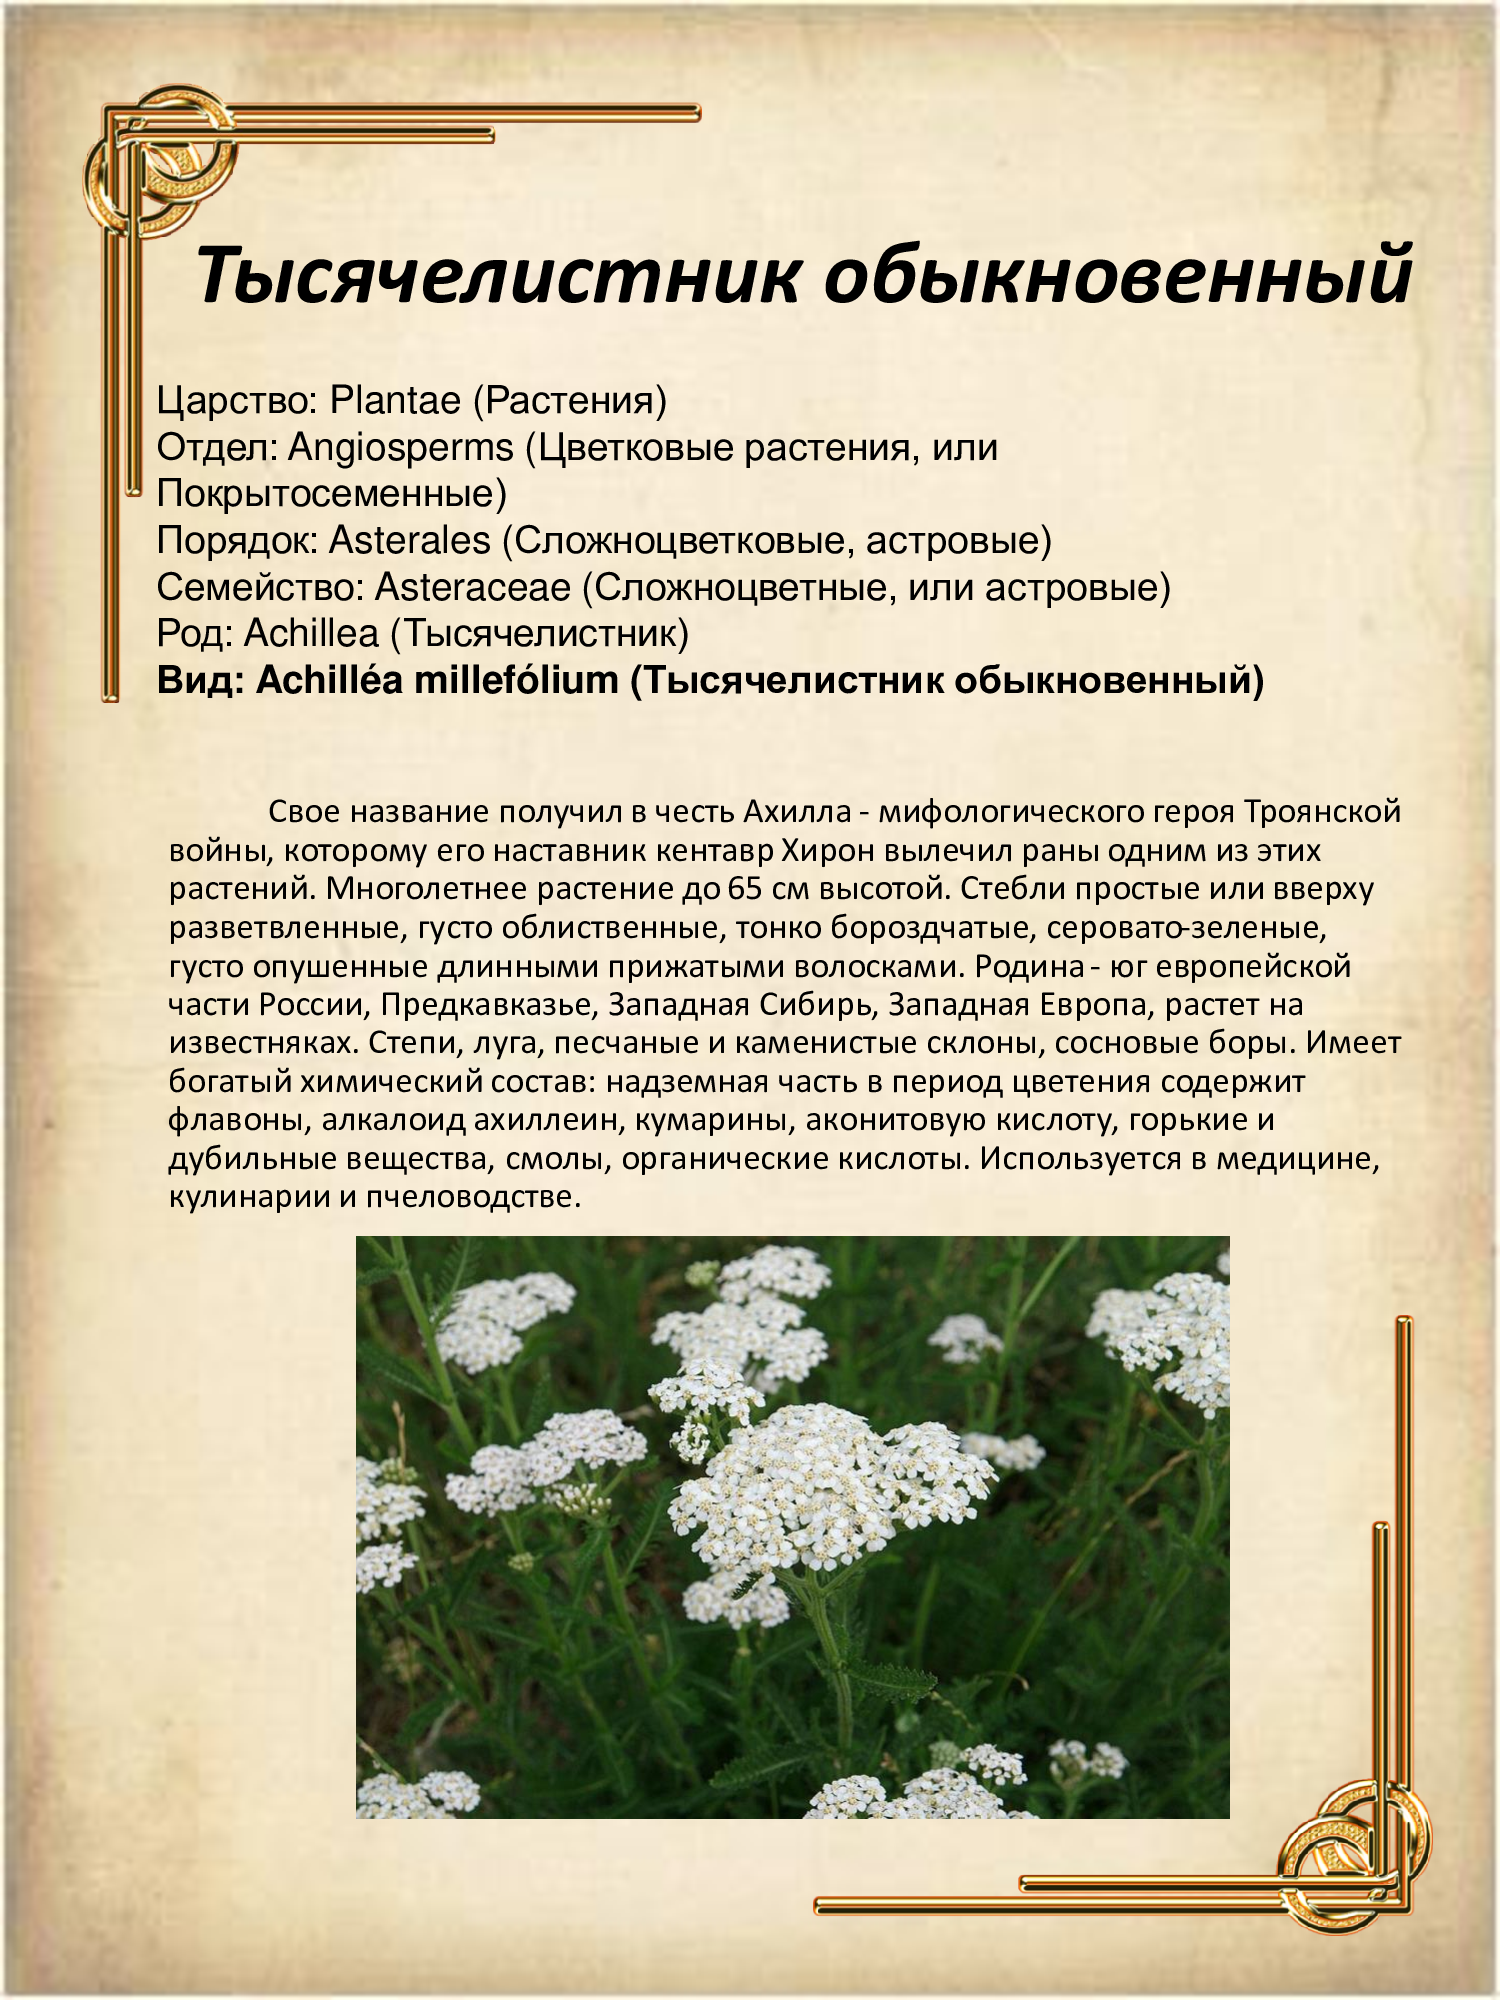 Тысячелистник обыкновенный
Царство: Plantae (Растения)
Отдел: Angiosperms (Цветковые растения, или
Покрытосеменные)
Порядок: Asterales (Сложноцветковые, астровые)
Семейство: Asteraceae (Сложноцветные, или астровые)
Род: Achillea (Тысячелистник)
Вид: Achilléa millefólium (Тысячелистник обыкновенный)
Свое название получил в честь Ахилла - мифологического героя Троянской
войны, которому его наставник кентавр Хирон вылечил раны одним из этих
растений. Многолетнее растение до 65 см высотой. Стебли простые или вверху
разветвленные, густо облиственные, тонко бороздчатые, серовато-зеленые,
густо опушенные длинными прижатыми волосками. Родина - юг европейской
части России, Предкавказье, Западная Сибирь, Западная Европа, растет на
известняках. Степи, луга, песчаные и каменистые склоны, сосновые боры. Имеет
богатый химический состав: надземная часть в период цветения содержит
флавоны, алкалоид ахиллеин, кумарины, аконитовую кислоту, горькие и
дубильные вещества, смолы, органические кислоты. Используется в медицине,
кулинарии и пчеловодстве.